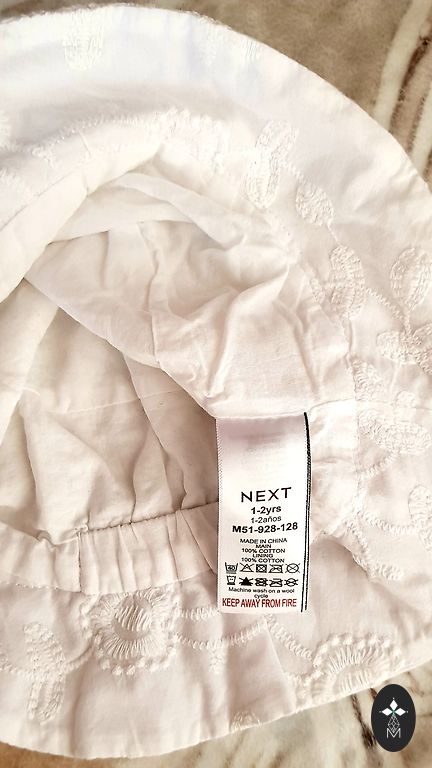 NEXT
1-2yrs
1-2años
M51-928-128
MADE IN CHINA
MAIN
100% COTTON
LINING
100% COTTON
40
Machine wash on a wool
cycle
KEEP AWAY FROM FIRE
M